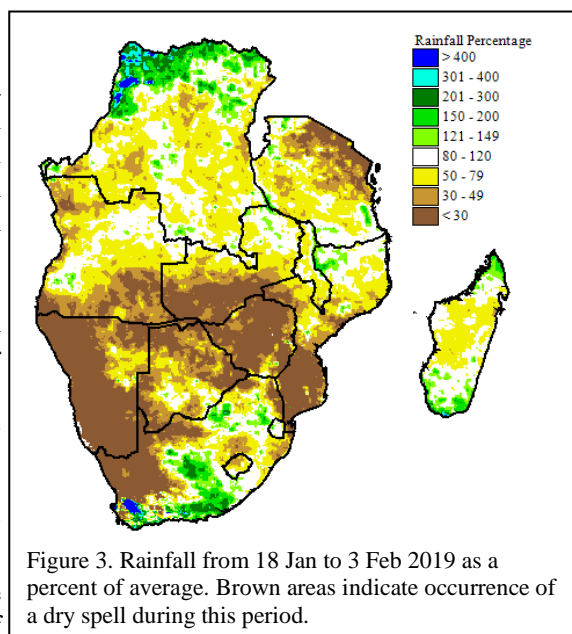 Rainfall Percentage
> 400
301 - 400
201 - 300
150 - 200
121 - 149
80 - 120
50 - 79
30 - 49
< 30
Figure 3. Rainfall from 18 Jan to 3 Feb 2019 as a
percent of average. Brown areas indicate occurrence of
a dry spell during this period.